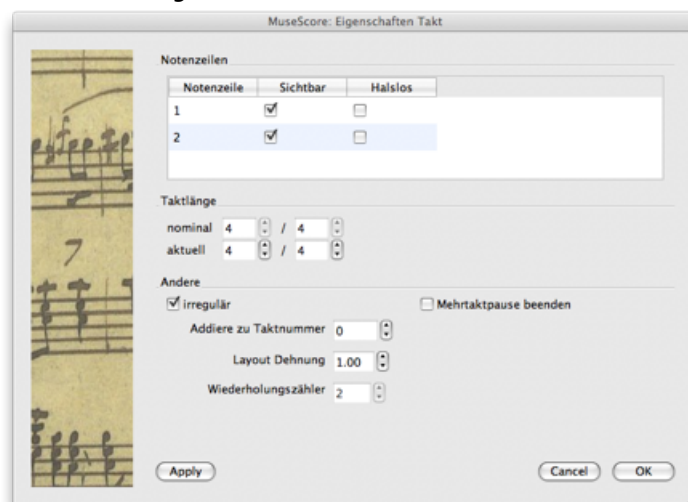 MuseScore: Eigenschaften Takt
Notenzeilen
Notenzeile Sichtbar Halslos
1
2
Taktlänge
nominal 4 / 4
aktuell 4 / 4
7
Andere
irregulär Mehrtaktpause beenden
Addiere zu Taktnummer 0
Layout Dehnung 1.00
Wiederholungszähler 2
Apply Cancel OK